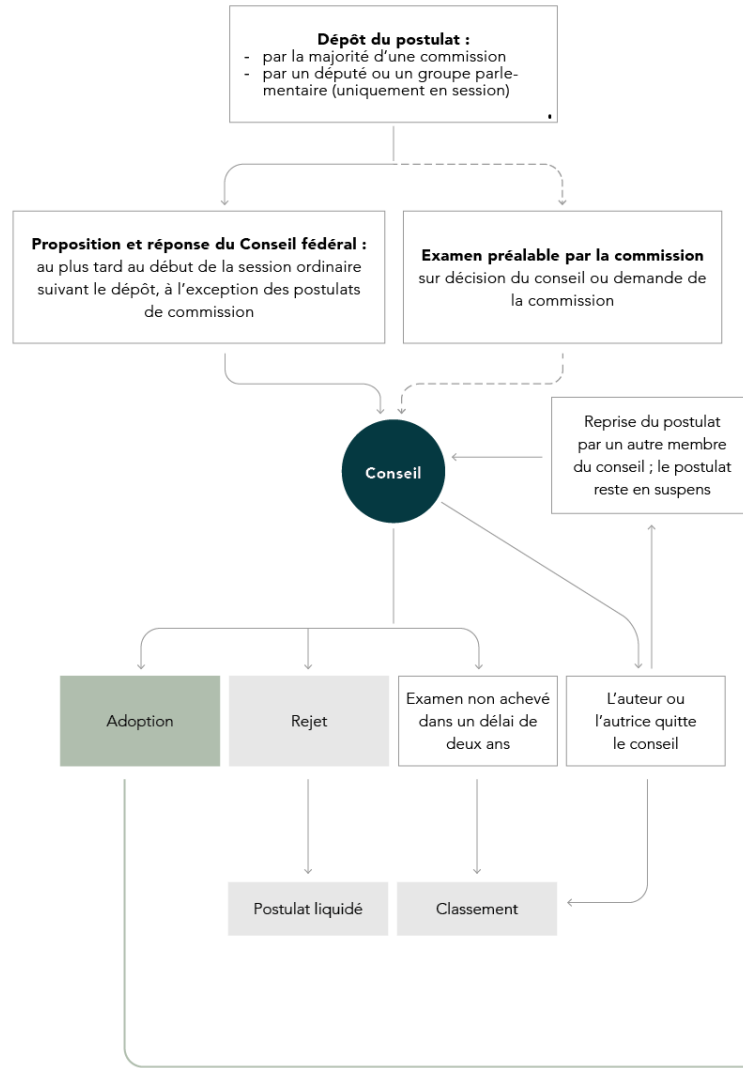 Dépôt du postulat :
- par la majorité d’une commission
- par un député ou un groupe parle-
mentaire (uniquement en session)
Proposition et réponse du Conseil fédéral :
au plus tard au début de la session ordinaire
suivant le dépôt, à l’exception des postulats
de commission
Examen préalable par la commission
sur décision du conseil ou demande de
la commission
Reprise du postulat
par un autre membre
du conseil ; le postulat
reste en suspens
Conseil
Adoption
Rejet
Examen non achevé
dans un délai de
deux ans
L’auteur ou
l’autrice quitte
le conseil
Postulat liquidé
Classement